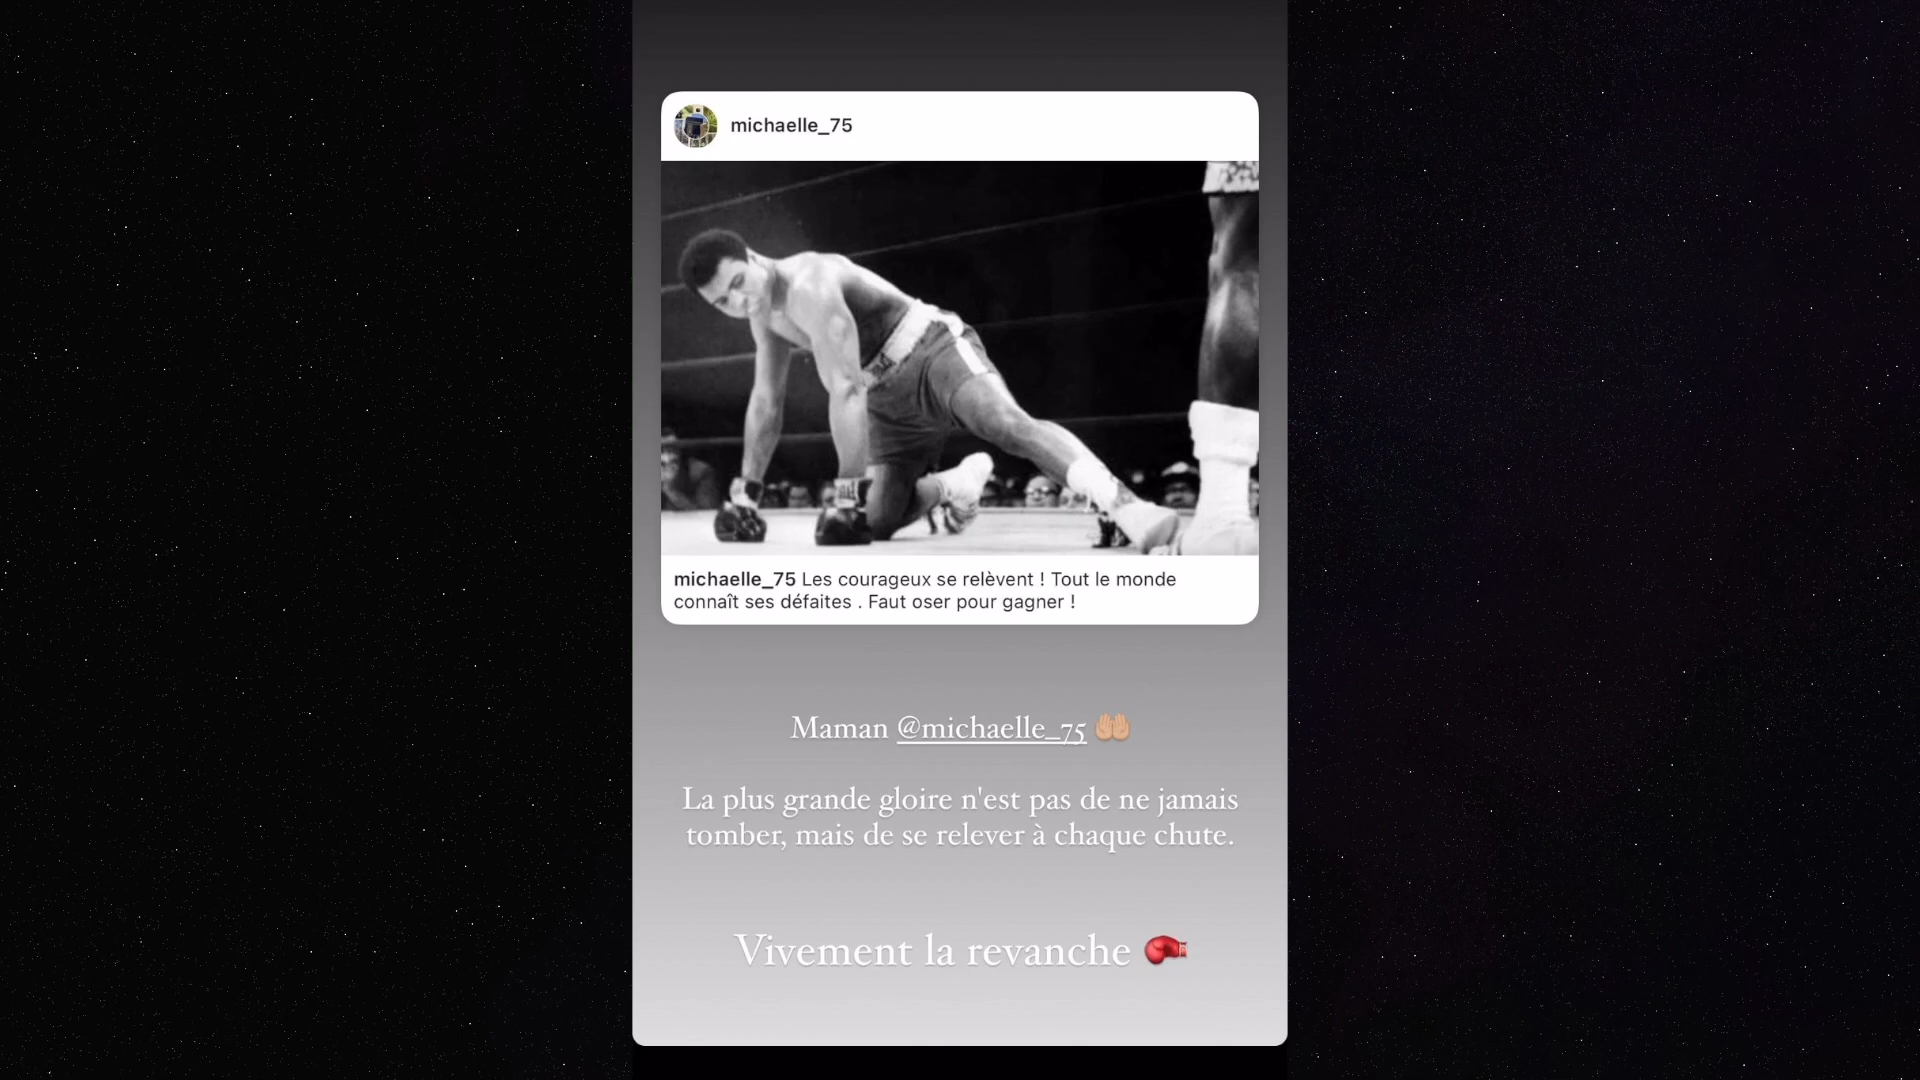 michaelle_75
michaelle_75 Les courageux se relèvent ! Tout le monde
connaît ses défaites . Faut oser pour gagner !
Maman @michaelle_75 🤲🏼
La plus grande gloire n'est pas de ne jamais
tomber, mais de se relever à chaque chute.
Vivement la revanche 🥊